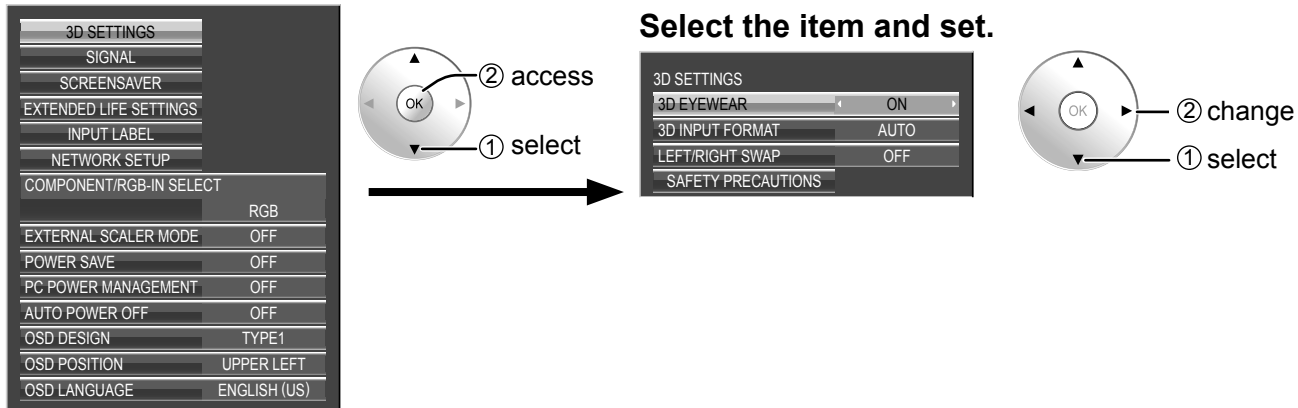 3D SETTINGS
SIGNAL
SCREENSAVER
EXTENDED LIFE SETTINGS
INPUT LABEL
NETWORK SETUP
COMPONENT/RGB-IN SELECT
RGB
EXTERNAL SCALER MODE OFF
POWER SAVE OFF
PC POWER MANAGEMENT OFF
AUTO POWER OFF OFF
OSD DESIGN TYPE1
OSD POSITION UPPER LEFT
OSD LANGUAGE ENGLISH (US)
OK
② access
① select
Select the item and set.
3D SETTINGS
3D EYEWEAR ON
3D INPUT FORMAT AUTO
LEFT/RIGHT SWAP OFF
SAFETY PRECAUTIONS
OK
② change
① select